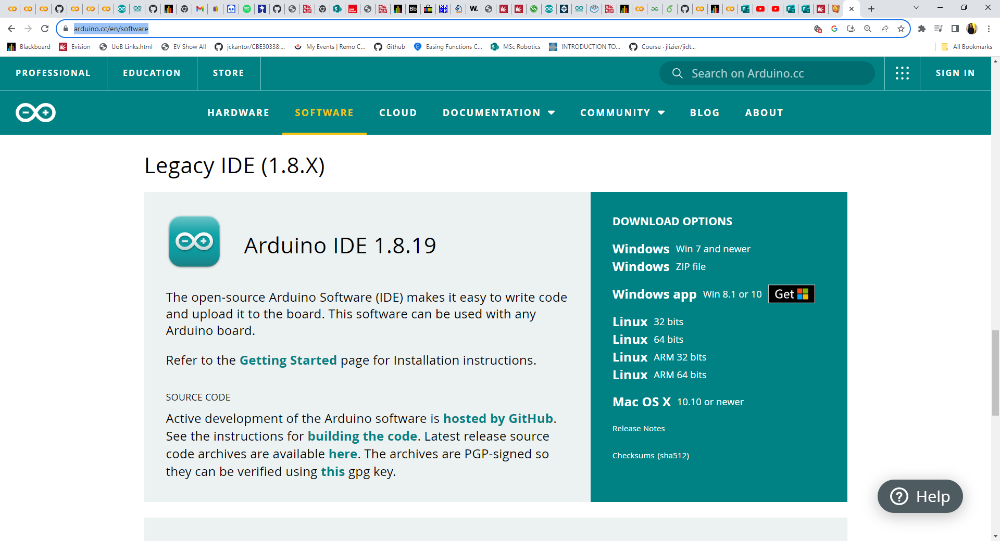 arduino.cc/en/software
Blackboard Evision UoB Links.html EV Show All jckantor/CBE30338:... My Events | Remo C... Github Easing Functions C... MSc Robotics INTRODUCTION TO... Course · jlizier/jidt... All Bookmarks
PROFESSIONAL EDUCATION STORE Search on Arduino.cc SIGN IN
HARDWARE SOFTWARE CLOUD DOCUMENTATION COMMUNITY BLOG ABOUT
Legacy IDE (1.8.X)
Arduino IDE 1.8.19
The open-source Arduino Software (IDE) makes it easy to write code
and upload it to the board. This software can be used with any
Arduino board.
Refer to the Getting Started page for Installation instructions.
SOURCE CODE
Active development of the Arduino software is hosted by GitHub.
See the instructions for building the code. Latest release source
code archives are available here. The archives are PGP-signed so
they can be verified using this gpg key.
DOWNLOAD OPTIONS
Windows Win 7 and newer
Windows ZIP file
Windows app Win 8.1 or 10 Get
Linux 32 bits
Linux 64 bits
Linux ARM 32 bits
Linux ARM 64 bits
Mac OS X 10.10 or newer
Release Notes
Checksums (sha512)
Help